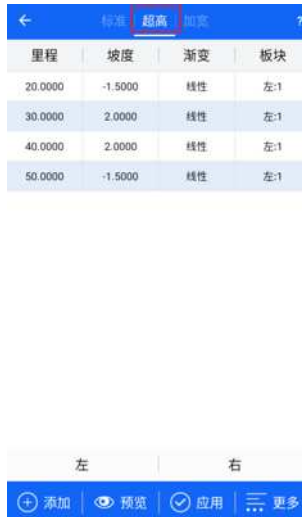 标准 超高 加宽 ?
里程 坡度 渐变 板块
20.0000 -1.5000 线性 左:1
30.0000 2.0000 线性 左:1
40.0000 2.0000 线性 左:1
50.0000 -1.5000 线性 左:1
左 右
添加 预览 应用 更多